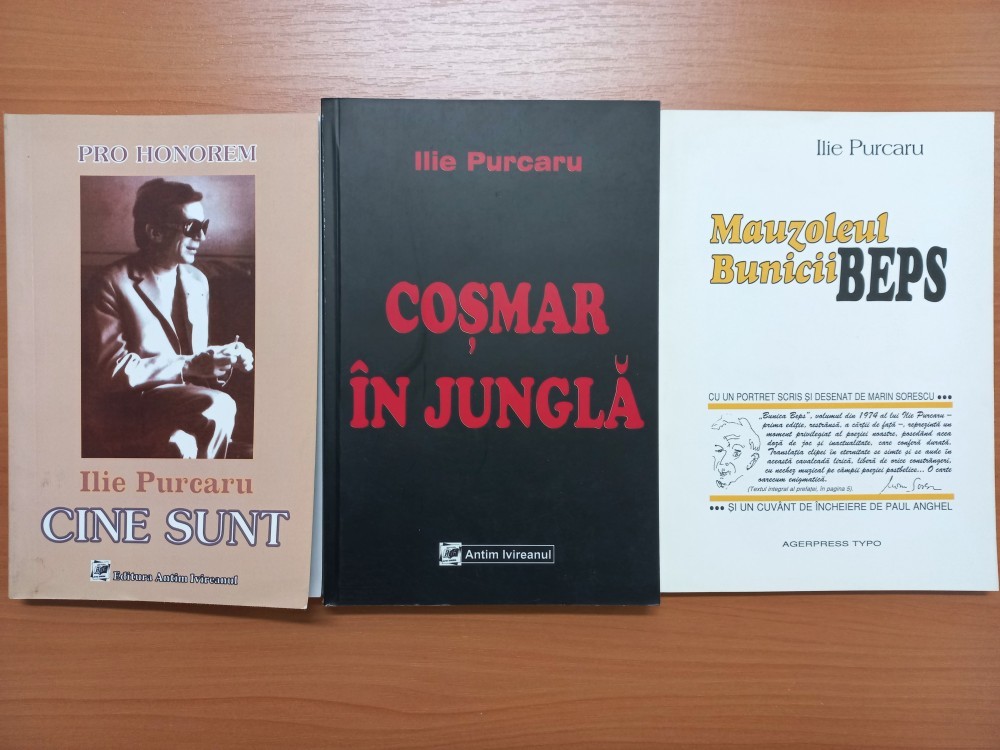 PRO HONOREM
Ilie Purcaru
CINE SUNT
Editura Antim Ivireanul
Ilie Purcaru
COȘMAR
ÎN JUNGLĂ
Antim Ivireanul
Ilie Purcaru
Mauzoleul
Bunicii BEPS
CU UN PORTRET SCRIS ȘI DESENAT DE MARIN SORESCU •••
„Bunica Beps”, volumul din 1974 al lui Ilie Purcaru –
prima ediție, restrânsă, a cărții de față –, reprezintă un
moment privilegiat al poeziei noastre, posedând acea
doză de joc și inactualitate, care conferă durată.
Translația clipei în eternitate se simte și se aude în
această cavalcadă lirică, liberă de orice constrângeri,
cu nechez muzical pe câmpii poeziei postbelice... O carte
oarecum enigmatică.
(Textul integral al prefaței, în pagina 5).
••• ȘI UN CUVÂNT DE ÎNCHEIERE DE PAUL ANGHEL
AGERPRESS TYPO